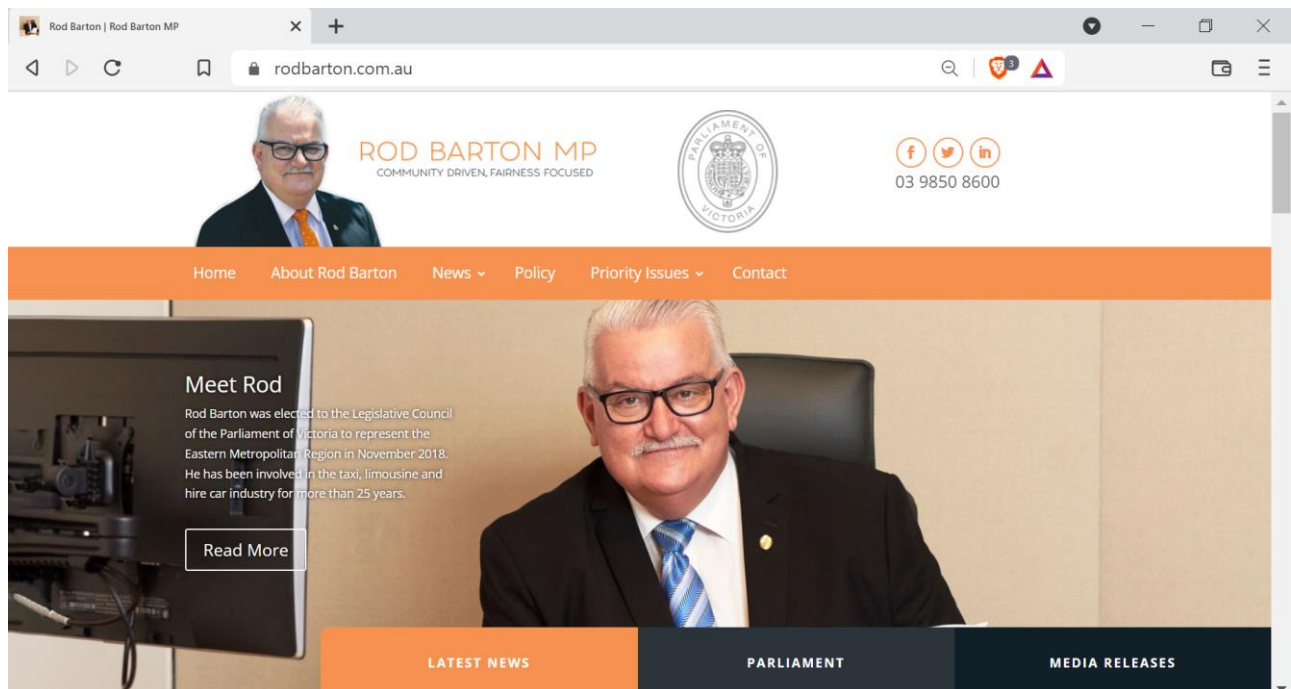 Rod Barton | Rod Barton MP
rodbarton.com.au
3
ROD BARTON MP
COMMUNITY DRIVEN, FAIRNESS FOCUSED
PARLIAMENT OF
VICTORIA
f in
03 9850 8600
Home About Rod Barton News Policy Priority Issues Contact
Meet Rod
Rod Barton was elected to the Legislative Council
of the Parliament of Victoria to represent the
Eastern Metropolitan Region in November 2018.
He has been involved in the taxi, limousine and
hire car industry for more than 25 years.
Read More
LATEST NEWS PARLIAMENT MEDIA RELEASES